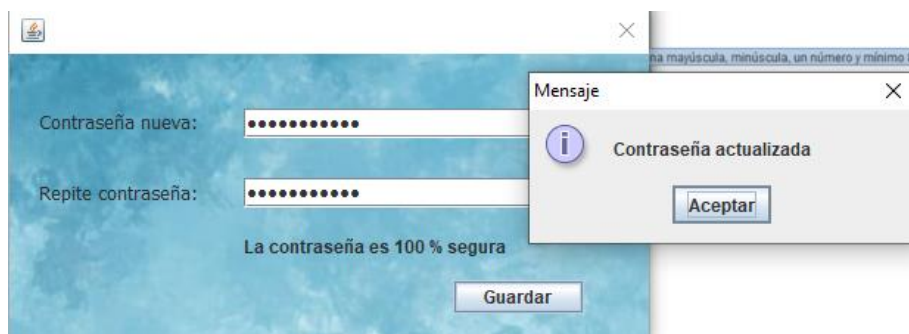 na mayúscula, minúscula, un número y mínimo
Mensaje
Contraseña nueva:
●●●●●●●●●●●
Contraseña actualizada
Repite contraseña:
●●●●●●●●●●●
Aceptar
La contraseña es 100 % segura
Guardar